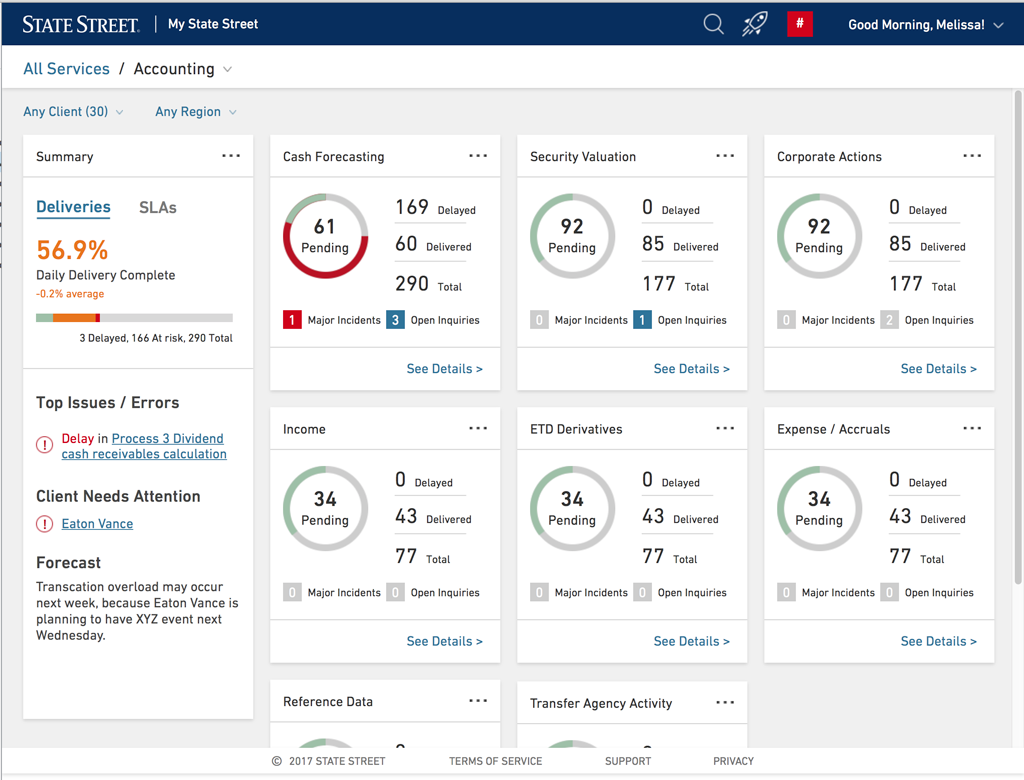 STATE STREET. | My State Street
#
Good Morning, Melissa!
All Services / Accounting
Any Client (30)
Any Region
Summary
Deliveries
SLAs
56.9%
Daily Delivery Complete
-0.2% average
3 Delayed, 166 At risk, 290 Total
Top Issues / Errors
Delay in Process 3 Dividend
cash receivables calculation
Client Needs Attention
Eaton Vance
Forecast
Transcation overload may occur
next week, because Eaton Vance is
planning to have XYZ event next
Wednesday.
Cash Forecasting
61
Pending
169 Delayed
60 Delivered
290 Total
1 Major Incidents 3 Open Inquiries
See Details >
Security Valuation
92
Pending
0 Delayed
85 Delivered
177 Total
0 Major Incidents 1 Open Inquiries
See Details >
Corporate Actions
92
Pending
0 Delayed
85 Delivered
177 Total
0 Major Incidents 2 Open Inquiries
See Details >
Income
34
Pending
0 Delayed
43 Delivered
77 Total
0 Major Incidents 0 Open Inquiries
See Details >
ETD Derivatives
34
Pending
0 Delayed
43 Delivered
77 Total
0 Major Incidents 0 Open Inquiries
See Details >
Expense / Accruals
34
Pending
0 Delayed
43 Delivered
77 Total
0 Major Incidents 0 Open Inquiries
See Details >
Reference Data
Transfer Agency Activity
© 2017 STATE STREET
TERMS OF SERVICE
SUPPORT
PRIVACY